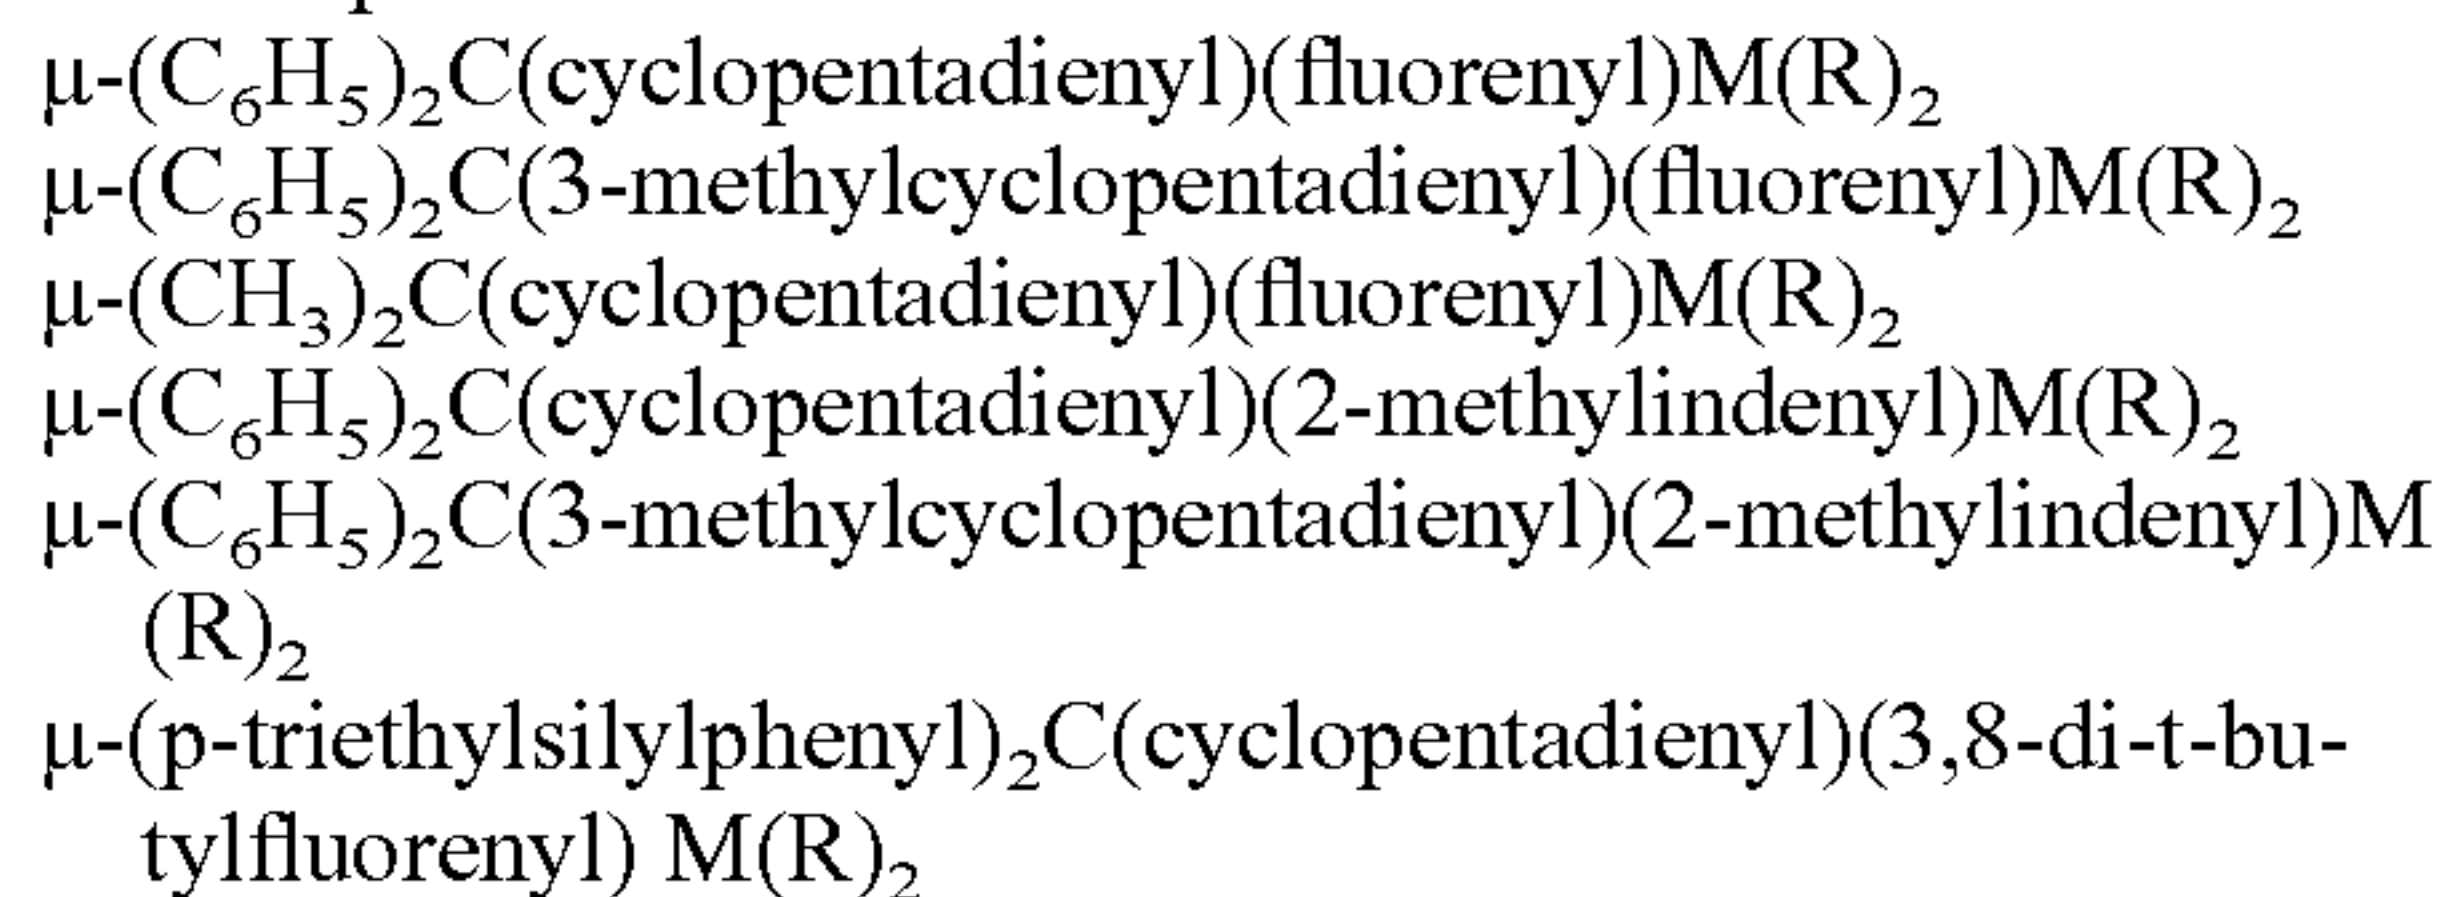 μ-(C₆H₅)₂C(cyclopentadienyl)(fluorenyl)M(R)₂
μ-(C₆H₅)₂C(3-methylcyclopentadienyl)(fluorenyl)M(R)₂
μ-(CH₃)₂C(cyclopentadienyl)(fluorenyl)M(R)₂
μ-(C₆H₅)₂C(cyclopentadienyl)(2-methylindenyl)M(R)₂
μ-(C₆H₅)₂C(3-methylcyclopentadienyl)(2-methylindenyl)M
(R)₂
μ-(p-triethylsilylphenyl)₂C(cyclopentadienyl)(3,8-di-t-bu-
tylfluorenyl) M(R)₂